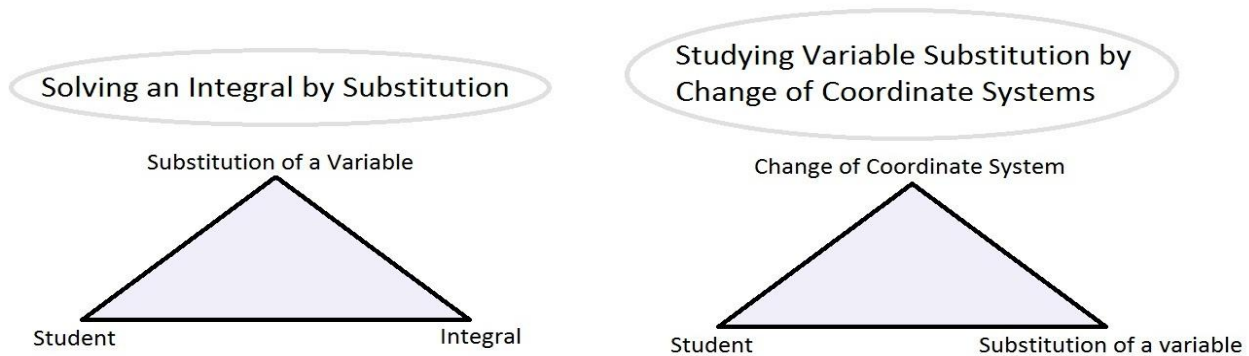 Solving an Integral by Substitution
Substitution of a Variable
Student
Integral
Studying Variable Substitution by
Change of Coordinate Systems
Change of Coordinate System
Student
Substitution of a variable